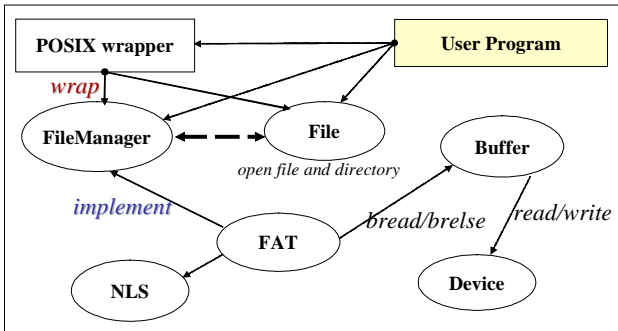 POSIX wrapper
User Program
wrap
FileManager
File
open file and directory
Buffer
implement
FAT
bread/brelse
read/write
NLS
Device